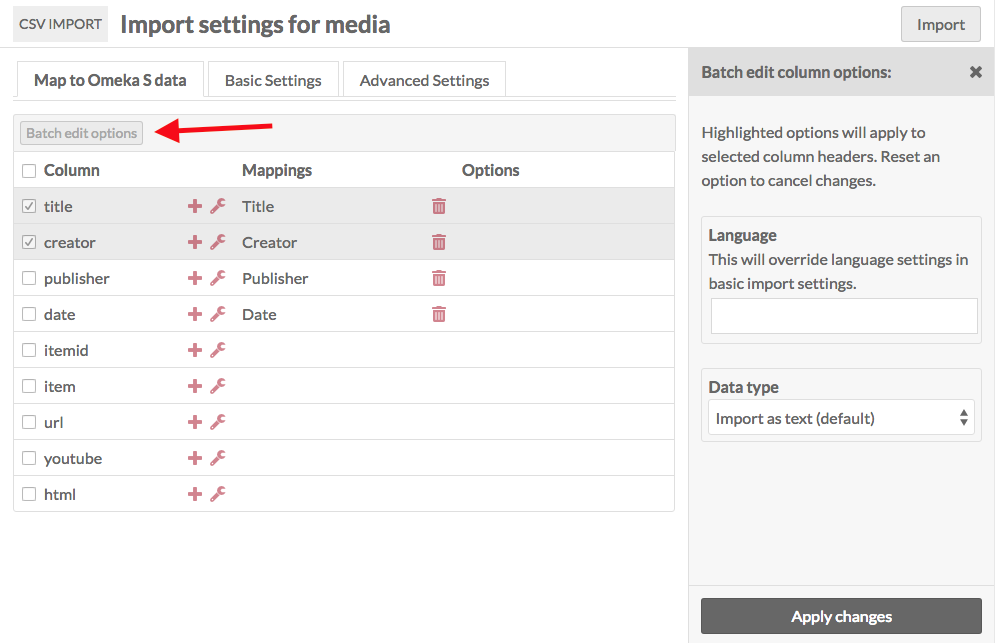 CSV IMPORT Import settings for media Import
Map to Omeka S data Basic Settings Advanced Settings
Batch edit options
Column Mappings Options
title Title
creator Creator
publisher Publisher
date Date
itemid
item
url
youtube
html
Batch edit column options:
Highlighted options will apply to
selected column headers. Reset an
option to cancel changes.
Language
This will override language settings in
basic import settings.
Data type
Import as text (default)
Apply changes